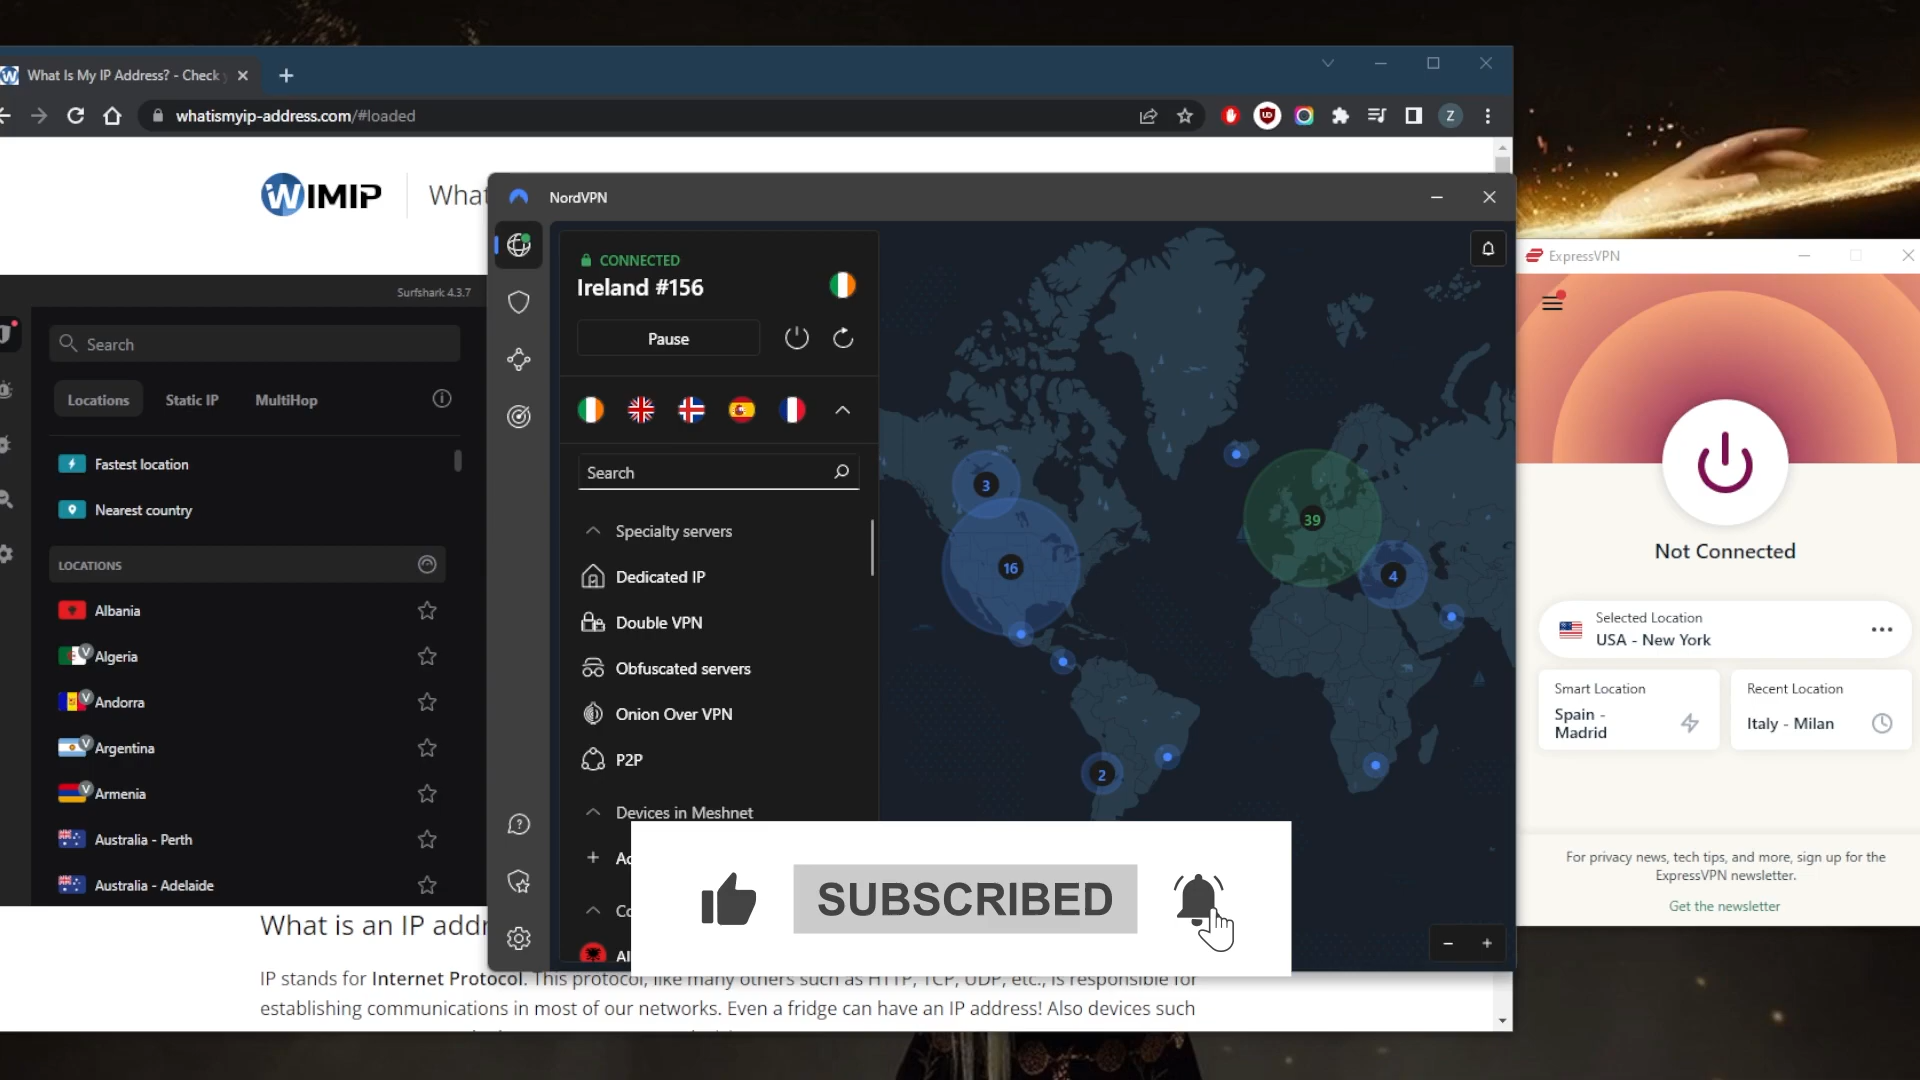 What Is My IP Address? - Check
whatismyip-address.com/#loaded
Z
WIMIP
What
Surfshark 4.3.7
Search
Locations
Static IP
MultiHop
Fastest location
Nearest country
LOCATIONS
Albania
V
Algeria
V
Andorra
V
Argentina
V
Armenia
Australia - Perth
Australia - Adelaide
What is an IP addr
IP stands for Internet Protocol. This protocol, like many others such as HTTP, TCP, UDP, etc., is responsible for
establishing communications in most of our networks. Even a fridge can have an IP address! Also devices such
NordVPN
CONNECTED
Ireland #156
Pause
Search
Specialty servers
Dedicated IP
Double VPN
Obfuscated servers
Onion Over VPN
P2P
Devices in Meshnet
Ad
Co
Al
3
16
39
4
2
SUBSCRIBED
ExpressVPN
Not Connected
Selected Location
USA - New York
Smart Location
Spain -
Madrid
Recent Location
Italy - Milan
For privacy news, tech tips, and more, sign up for the
ExpressVPN newsletter.
Get the newsletter